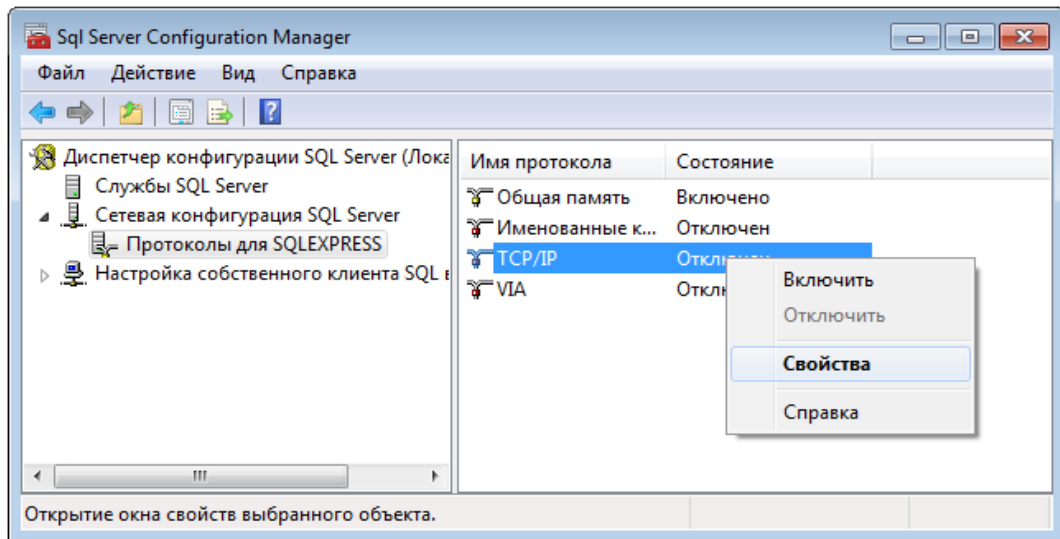 Sql Server Configuration Manager
Файл Действие Вид Справка
Диспетчер конфигурации SQL Server (Лока
Службы SQL Server
Сетевая конфигурация SQL Server
Протоколы для SQLEXPRESS
Настройка собственного клиента SQL в
Имя протокола Состояние
Общая память Включено
Именованные к... Отключен
TCP/IP Отключен
VIA Откл
Включить
Отключить
Свойства
Справка
Открытие окна свойств выбранного объекта.